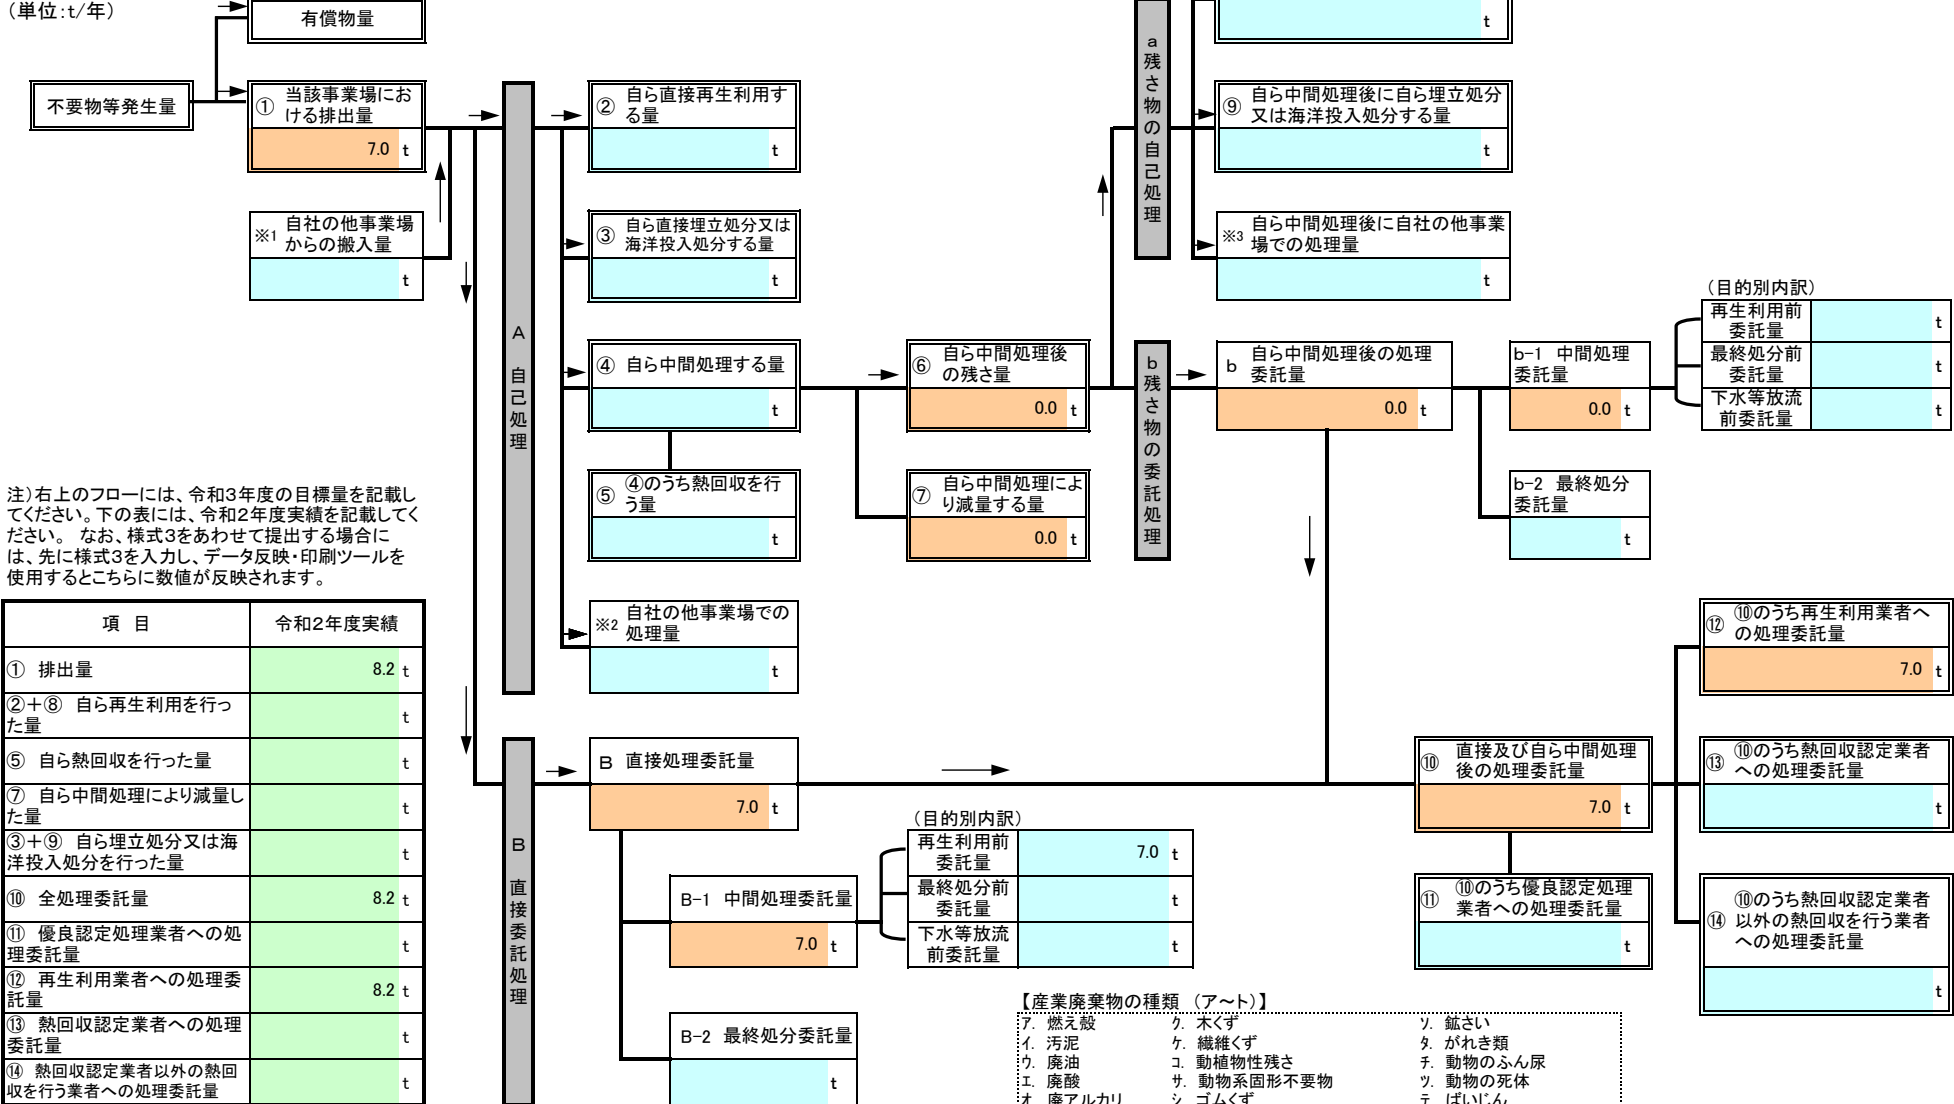 (単位:t/年)
有償物量
不要物等発生量
① 当該事業場にお
ける排出量
7.0 t
※1 自社の他事業場
からの搬入量
t
A 自己処理
② 自ら直接再生利用す
る量
t
③ 自ら直接埋立処分又は
海洋投入処分する量
t
④ 自ら中間処理する量
t
⑤ ④のうち熱回収を行
う量
t
※2 自社の他事業場での
処理量
t
⑥ 自ら中間処理後
の残さ量
0.0 t
⑦ 自ら中間処理によ
り減量する量
0.0 t
a残さ物の自己処理
t
⑨ 自ら中間処理後に自ら埋立処分
又は海洋投入処分する量
t
※3 自ら中間処理後に自社の他事業
場での処理量
t
b残さ物の委託処理
b 自ら中間処理後の処理
委託量
0.0 t
b-1 中間処理
委託量
0.0 t
b-2 最終処分
委託量
t
(目的別内訳)
再生利用前
委託量
t
最終処分前
委託量
t
下水等放流
前委託量
t
注)右上のフローには、令和3年度の目標量を記載し
てください。下の表には、令和2年度実績を記載してく
ださい。 なお、様式3をあわせて提出する場合に
は、先に様式3を入力し、データ反映・印刷ツールを
使用するとこちらに数値が反映されます。
項 目 令和2年度実績
① 排出量 8.2 t
②+⑧ 自ら再生利用を行っ
た量
t
⑤ 自ら熱回収を行った量 t
⑦ 自ら中間処理により減量し
た量
t
③+⑨ 自ら埋立処分又は海
洋投入処分を行った量
t
⑩ 全処理委託量 8.2 t
⑪ 優良認定処理業者への処
理委託量
t
⑫ 再生利用業者への処理委
託量
8.2 t
⑬ 熱回収認定業者への処理
委託量
t
⑭ 熱回収認定業者以外の熱回
収を行う業者への処理委託量
t
B 直接委託処理
B 直接処理委託量
7.0 t
B-1 中間処理委託量
7.0 t
B-2 最終処分委託量
t
(目的別内訳)
再生利用前
委託量
7.0 t
最終処分前
委託量
t
下水等放流
前委託量
t
⑩ 直接及び自ら中間処理
後の処理委託量
7.0 t
⑪ ⑩のうち優良認定処理
業者への処理委託量
t
⑫ ⑩のうち再生利用業者へ
の処理委託量
7.0 t
⑬ ⑩のうち熱回収認定業者
への処理委託量
t
⑭ ⑩のうち熱回収認定業者
以外の熱回収を行う業者
への処理委託量
t
【産業廃棄物の種類 (ア~ト)】
ア. 燃え殻 ク. 木くず ソ. 鉱さい
イ. 汚泥 ケ. 繊維くず タ. がれき類
ウ. 廃油 コ. 動植物性残さ チ. 動物のふん尿
エ. 廃酸 サ. 動物系固形不要物 ツ. 動物の死体
オ. 廃アルカリ シ. ゴムくず テ. ばいじん